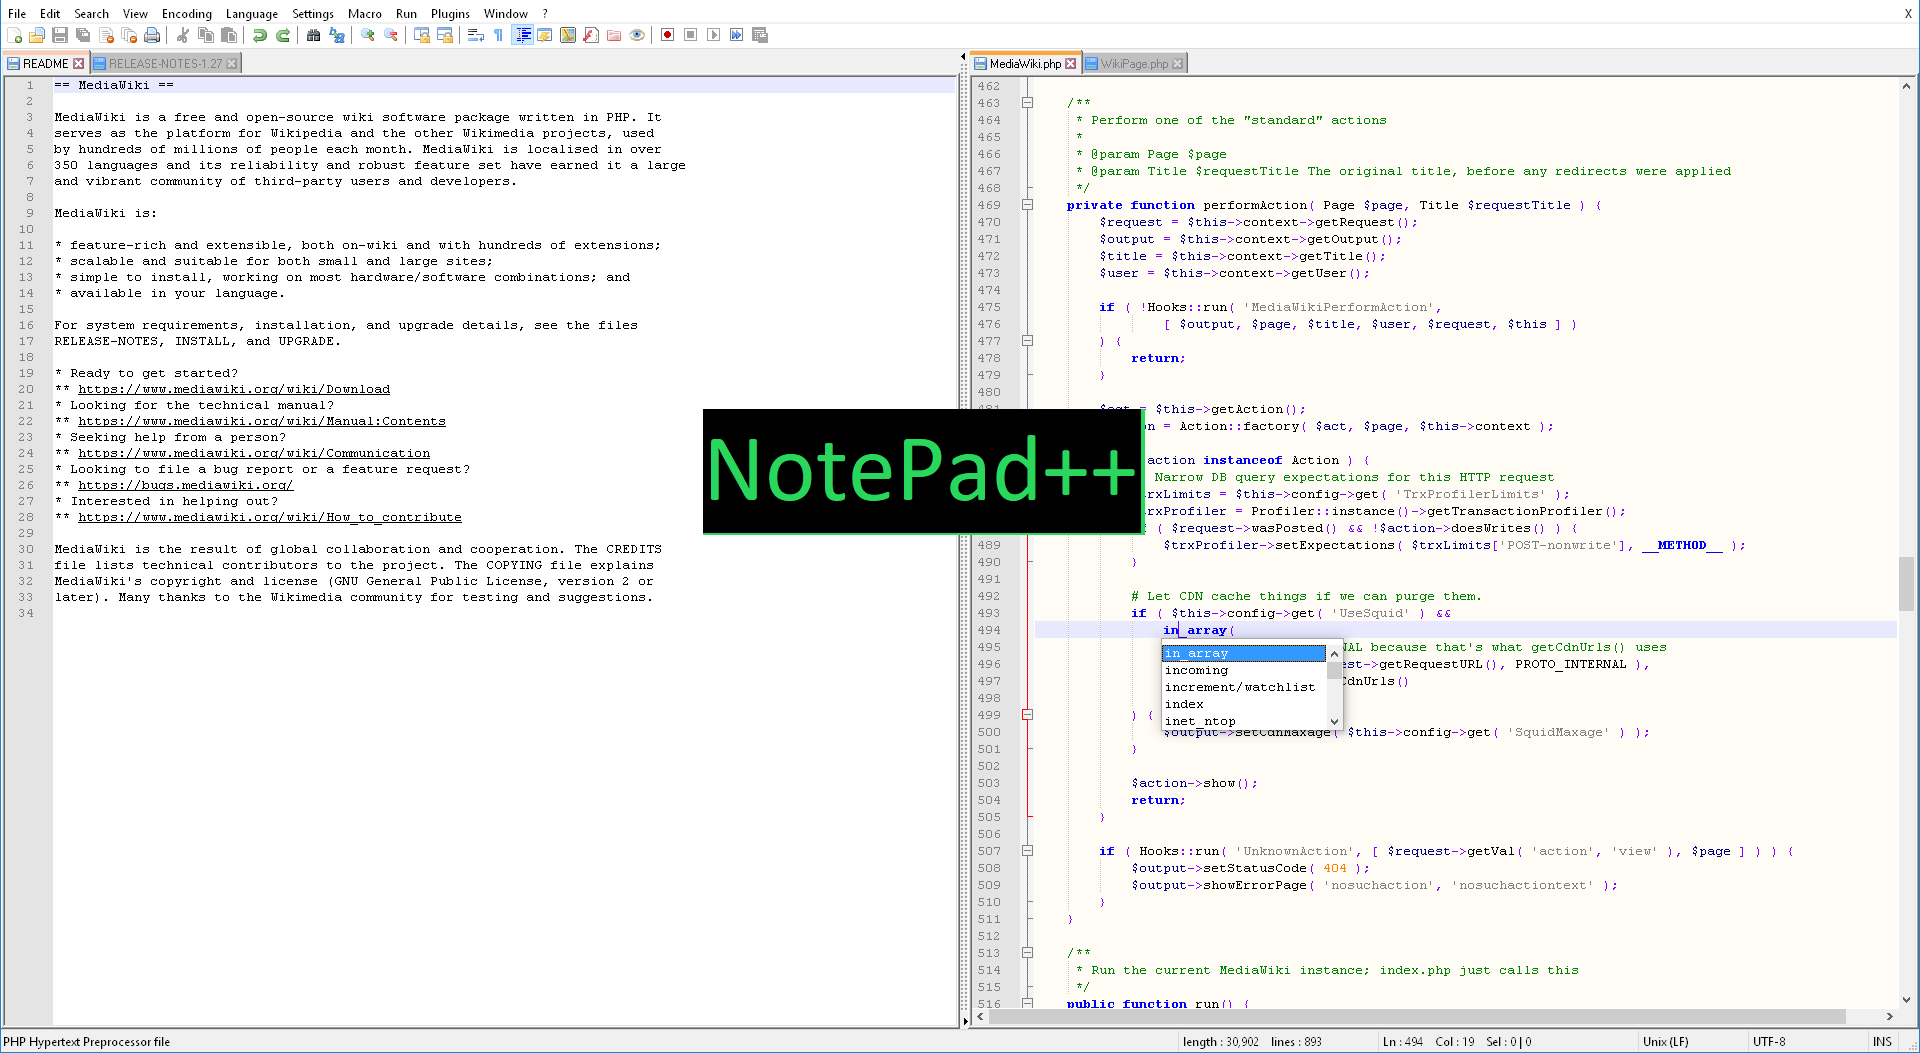 File Edit Search View Encoding Language Settings Macro Run Plugins Window ? X
README RELEASE-NOTES-1.27
1 == MediaWiki ==
2
3 MediaWiki is a free and open-source wiki software package written in PHP. It
4 serves as the platform for Wikipedia and the other Wikimedia projects, used
5 by hundreds of millions of people each month. MediaWiki is localised in over
6 350 languages and its reliability and robust feature set have earned it a large
7 and vibrant community of third-party users and developers.
8
9 MediaWiki is:
10
11 * feature-rich and extensible, both on-wiki and with hundreds of extensions;
12 * scalable and suitable for both small and large sites;
13 * simple to install, working on most hardware/software combinations; and
14 * available in your language.
15
16 For system requirements, installation, and upgrade details, see the files
17 RELEASE-NOTES, INSTALL, and UPGRADE.
18
19 * Ready to get started?
20 ** https://www.mediawiki.org/wiki/Download
21 * Looking for the technical manual?
22 ** https://www.mediawiki.org/wiki/Manual:Contents
23 * Seeking help from a person?
24 ** https://www.mediawiki.org/wiki/Communication
25 * Looking to file a bug report or a feature request?
26 ** https://bugs.mediawiki.org/
27 * Interested in helping out?
28 ** https://www.mediawiki.org/wiki/How_to_contribute
29
30 MediaWiki is the result of global collaboration and cooperation. The CREDITS
31 file lists technical contributors to the project. The COPYING file explains
32 MediaWiki's copyright and license (GNU General Public License, version 2 or
33 later). Many thanks to the Wikimedia community for testing and suggestions.
34
NotePad++
MediaWiki.php WikiPage.php
462
463 /**
464 * Perform one of the "standard" actions
465 *
466 * @param Page $page
467 * @param Title $requestTitle The original title, before any redirects were applied
468 */
469 private function performAction( Page $page, Title $requestTitle ) {
470 $request = $this->context->getRequest();
471 $output = $this->context->getOutput();
472 $title = $this->context->getTitle();
473 $user = $this->context->getUser();
474
475 if ( !Hooks::run( 'MediaWikiPerformAction',
476 [ $output, $page, $title, $user, $request, $this ] )
477 ) {
478 return;
479 }
480
= $this->getAction();
= Action::factory( $act, $page, $this->context );
action instanceof Action ) {
Narrow DB query expectations for this HTTP request
= $this->config->get( 'TrxProfilerLimits' );
= Profiler::instance()->getTransactionProfiler();
( $request->wasPosted() && !$action->doesWrites() ) {
489 $trxProfiler->setExpectations( $trxLimits['POST-nonwrite'], __METHOD__ );
490 }
491
492 # Let CDN cache things if we can purge them.
493 if ( $this->config->get( 'UseSquid' ) &&
494 in_array(
in_array
incoming
increment/watchlist
index
inet_ntop
495 because that's what getCdnUrls() uses
496 ->getRequestURL(), PROTO_INTERNAL ),
497 CdnUrls()
498
499 ) {
500 $output->setCdnMaxage( $this->config->get( 'SquidMaxage' ) );
501 }
502
503 $action->show();
504 return;
505 }
506
507 if ( Hooks::run( 'UnknownAction', [ $request->getVal( 'action', 'view' ), $page ] ) ) {
508 $output->setStatusCode( 404 );
509 $output->showErrorPage( 'nosuchaction', 'nosuchactiontext' );
510 }
511 }
512
513 /**
514 * Run the current MediaWiki instance; index.php just calls this
515 */
516 public function run() {
PHP Hypertext Preprocessor file length : 30,902 lines : 893 Ln : 494 Col : 19 Sel : 0 | 0 Unix (LF) UTF-8 INS